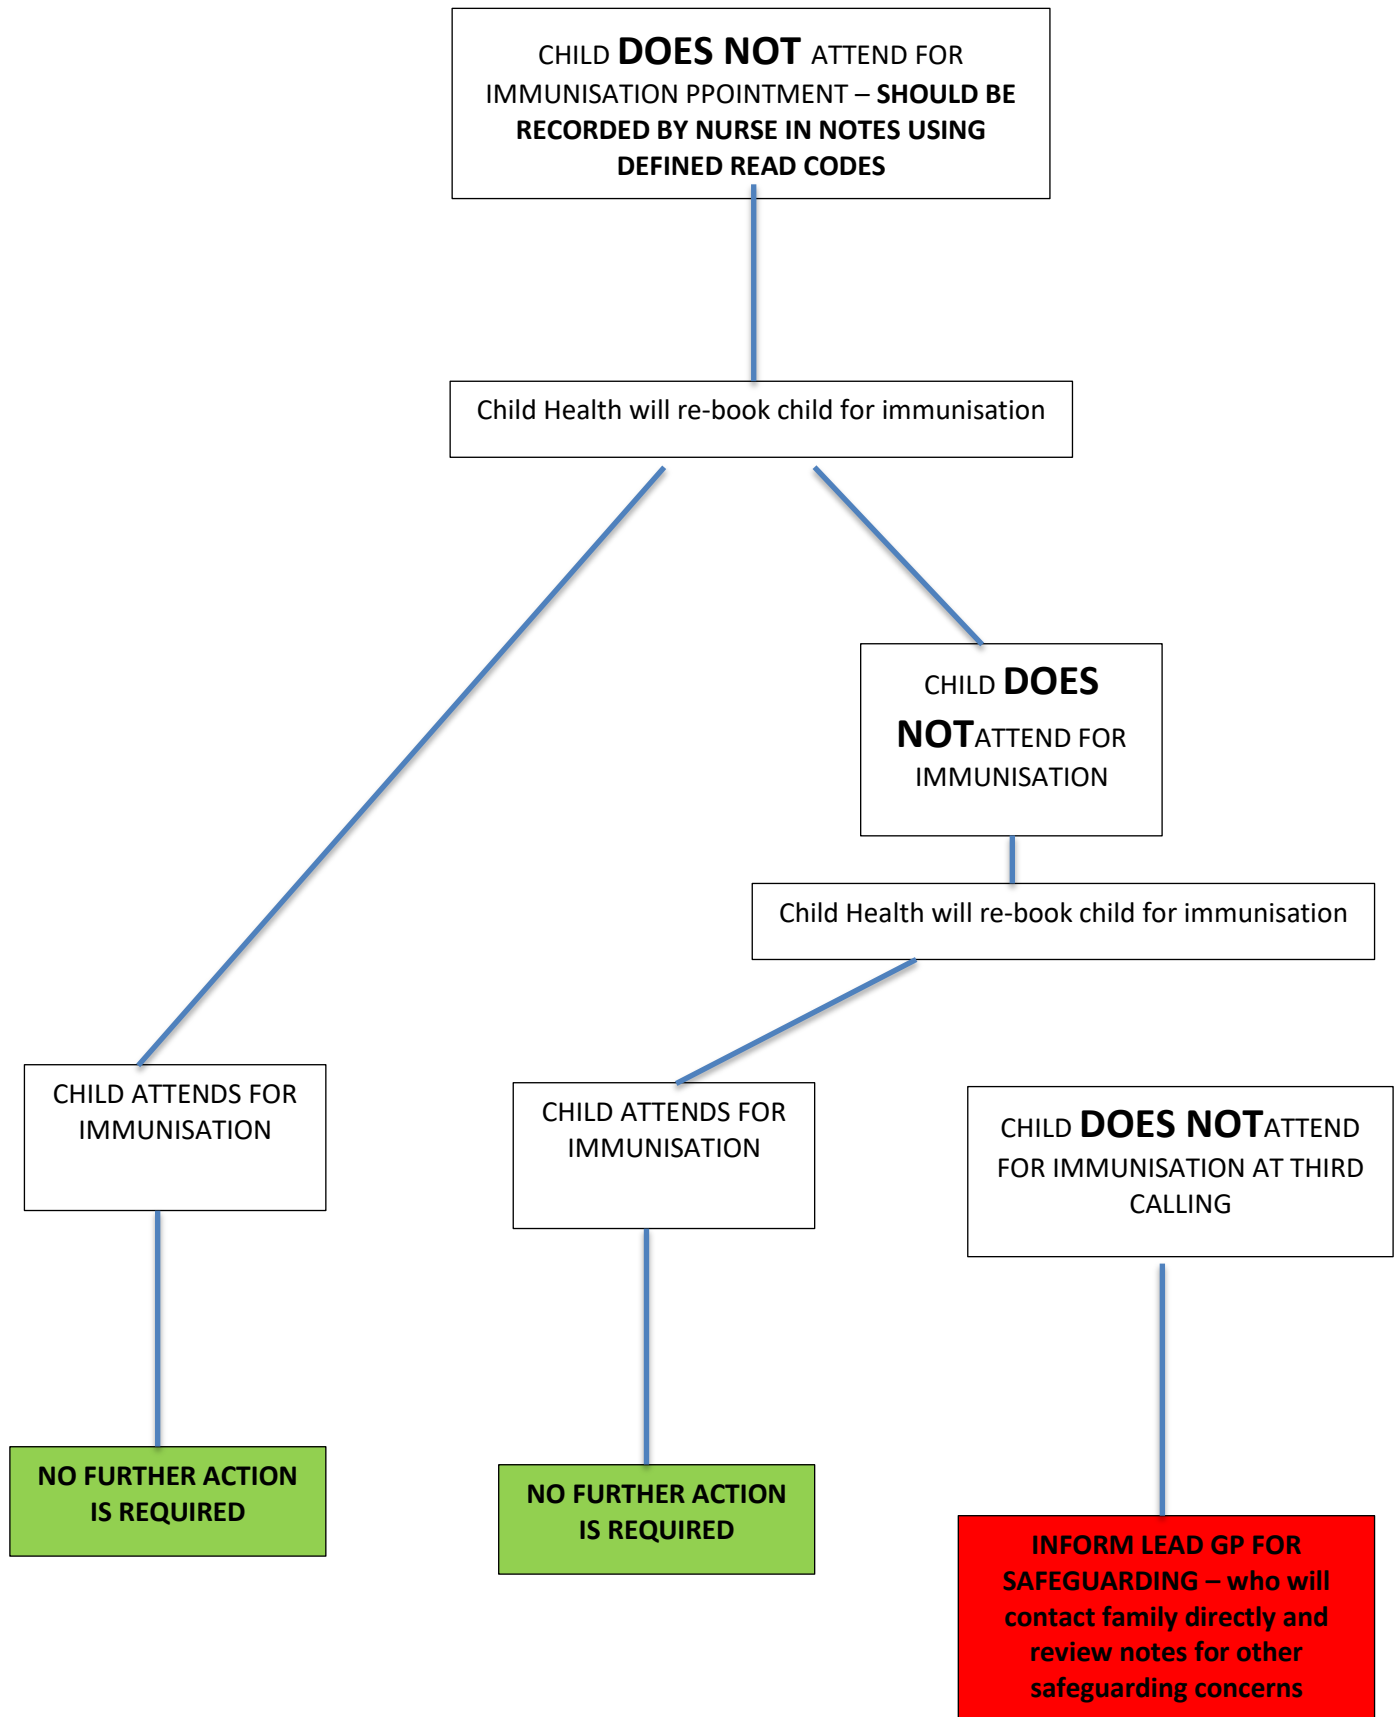 CHILD DOES NOT ATTEND FOR
IMMUNISATION PPOINTMENT – SHOULD BE
RECORDED BY NURSE IN NOTES USING
DEFINED READ CODES
Child Health will re-book child for immunisation
CHILD DOES
NOTATTEND FOR
IMMUNISATION
Child Health will re-book child for immunisation
CHILD ATTENDS FOR
IMMUNISATION
CHILD ATTENDS FOR
IMMUNISATION
CHILD DOES NOTATTEND
FOR IMMUNISATION AT THIRD
CALLING
NO FURTHER ACTION
IS REQUIRED
NO FURTHER ACTION
IS REQUIRED
INFORM LEAD GP FOR
SAFEGUARDING – who will
contact family directly and
review notes for other
safeguarding concerns